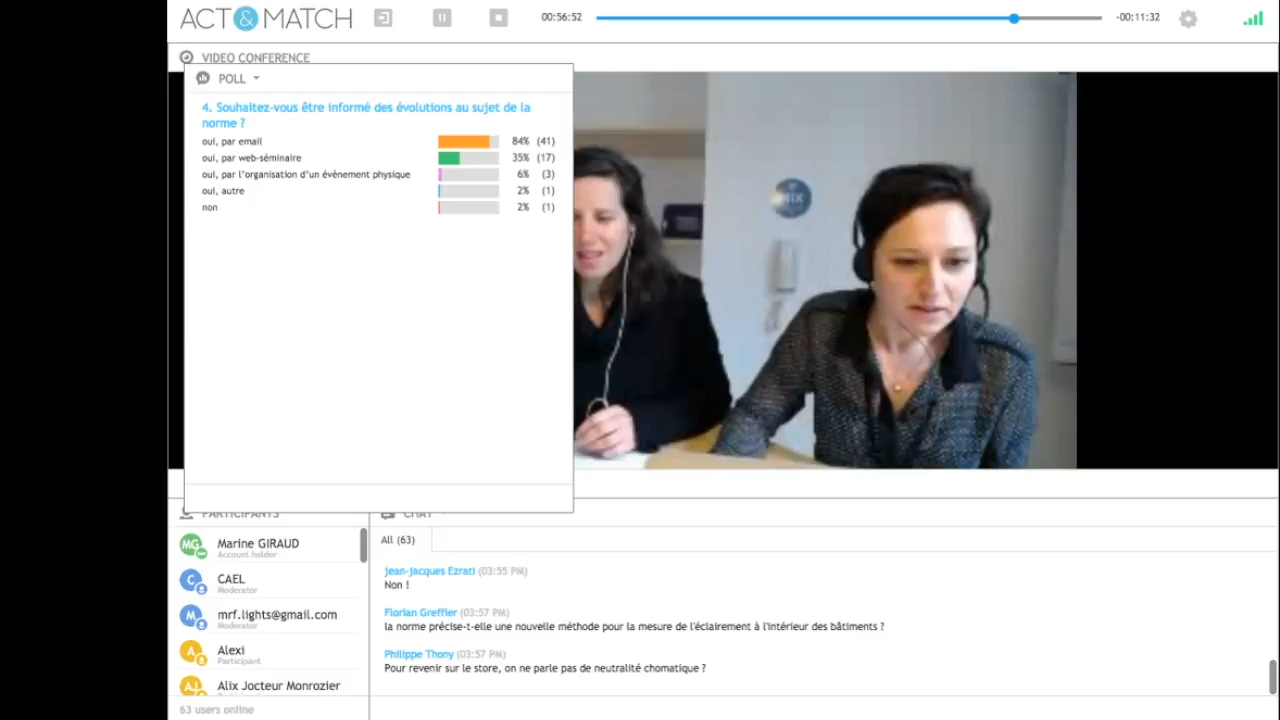 ACT & MATCH
00:56:52
-00:11:32
VIDEO CONFERENCE
POLL
4. Souhaitez-vous être informé des évolutions au sujet de la
norme ?
oui, par email 84% (41)
oui, par web-séminaire 35% (17)
oui, par l'organisation d'un évènement physique 6% (3)
oui, autre 2% (1)
non 2% (1)
PARTICIPANTS
MG Marine GIRAUD
Account holder
C CAEL
Moderator
M mrf.lights@gmail.com
Moderator
A Alexi
Participant
AJ Alix Jocteur Monrozier
63 users online
CHAT
All (63)
jean-jacques Ezrati (03:55 PM)
Non !
Florian Greffier (03:57 PM)
la norme précise-t-elle une nouvelle méthode pour la mesure de l'éclairement à l'intérieur des bâtiments ?
Philippe Thony (03:57 PM)
Pour revenir sur le store, on ne parle pas de neutralité chomatique ?